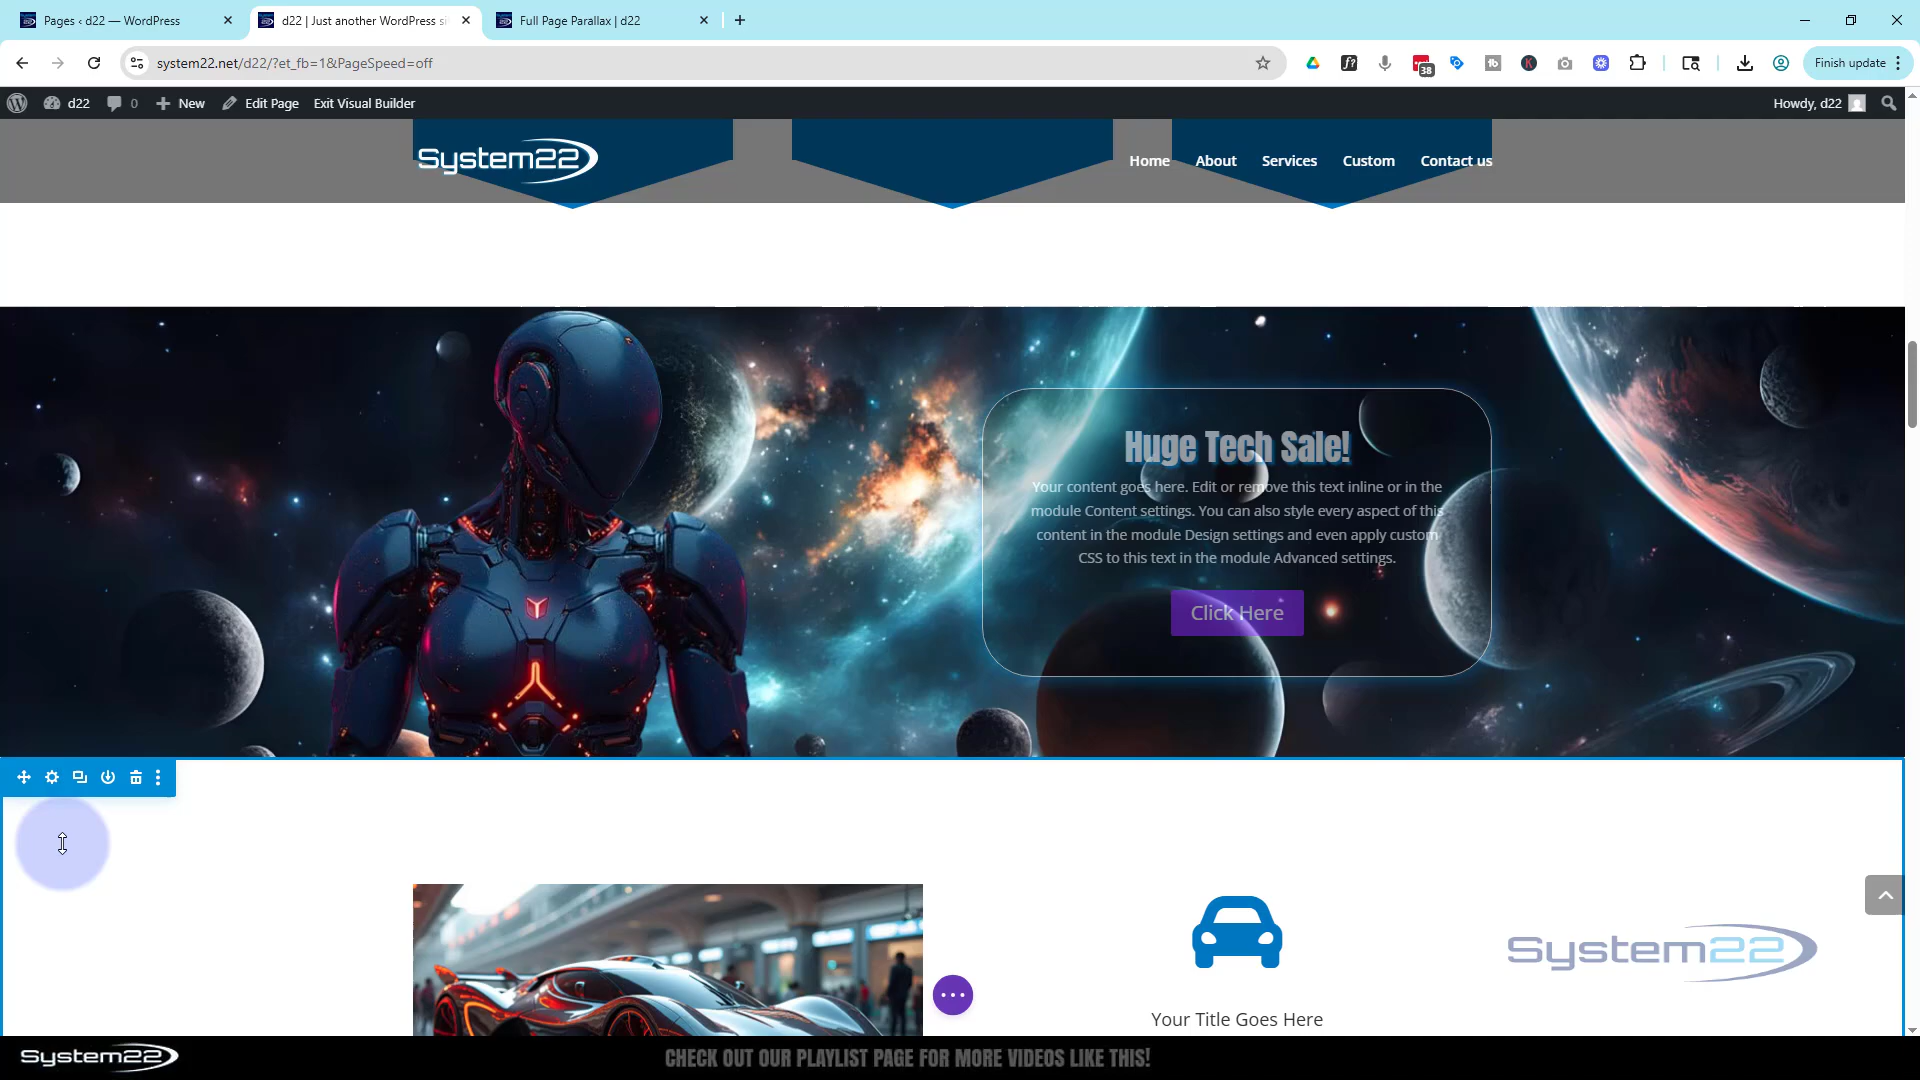 Pages ‹ d22 — WordPress
d22 | Just another WordPress si
Full Page Parallax | d22
system22.net/d22/?et_fb=1&PageSpeed=off
38
Finish update
d22
0
New
Edit Page
Exit Visual Builder
Howdy, d22
System22
Home
About
Services
Custom
Contact us
Huge Tech Sale!
Your content goes here. Edit or remove this text inline or in the
module Content settings. You can also style every aspect of this
content in the module Design settings and even apply custom
CSS to this text in the module Advanced settings.
Click Here
System22
Your Title Goes Here
System22
CHECK OUT OUR PLAYLIST PAGE FOR MORE VIDEOS LIKE THIS!